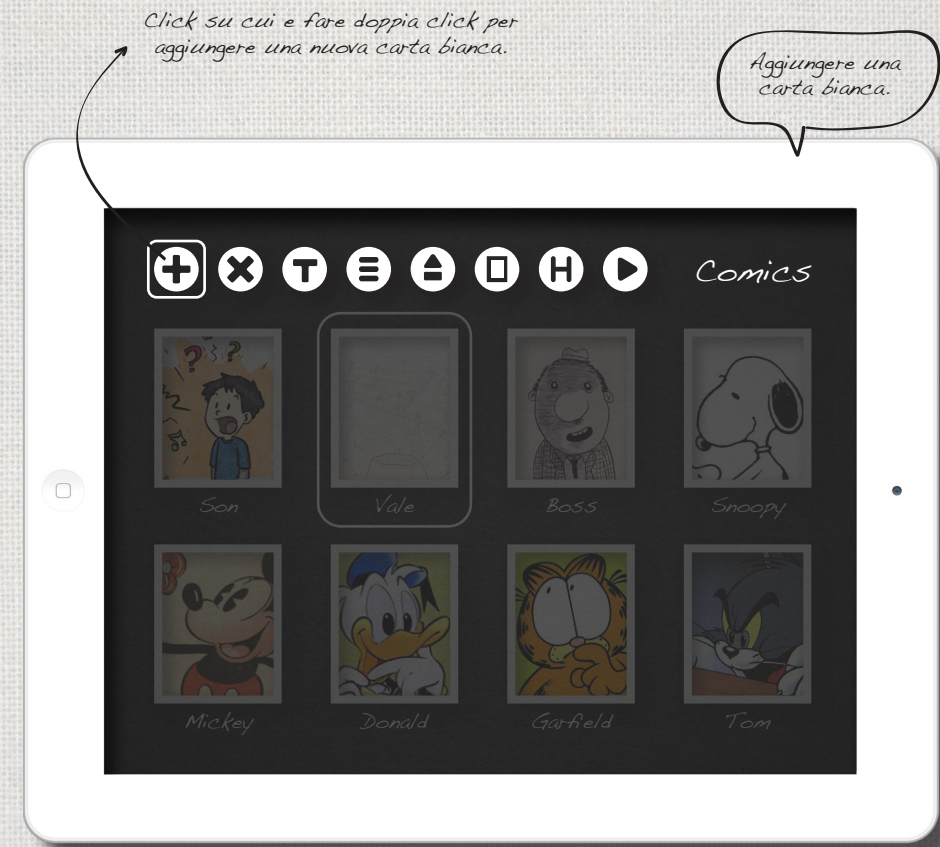 Click su cui e fare doppia click per
aggiungere una nuova carta bianca.
Aggiungere una
carta bianca.
T
H
Comics
? ?
Son
Vale
Boss
Snoopy
Mickey
Donald
Garfield
Tom